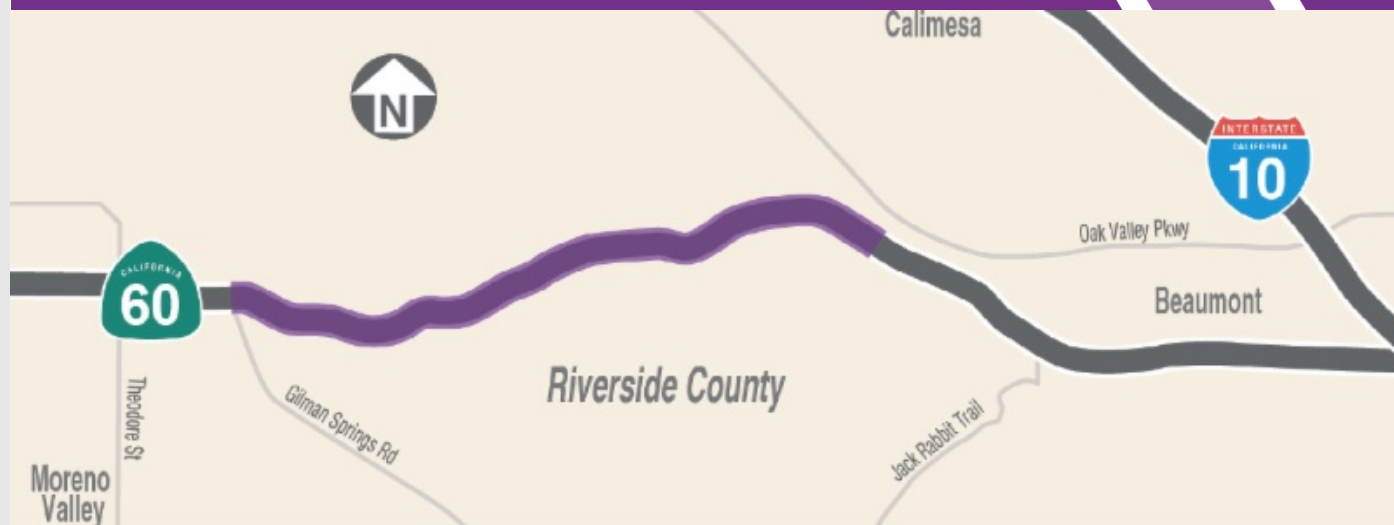 Calimesa
N
INTERSTATE
CALIFORNIA
10
Oak Valley Pkwy
CALIFORNIA
60
Beaumont
Theodore St
Gilman Springs Rd
Riverside County
Jack Rabbit Trail
Moreno
Valley